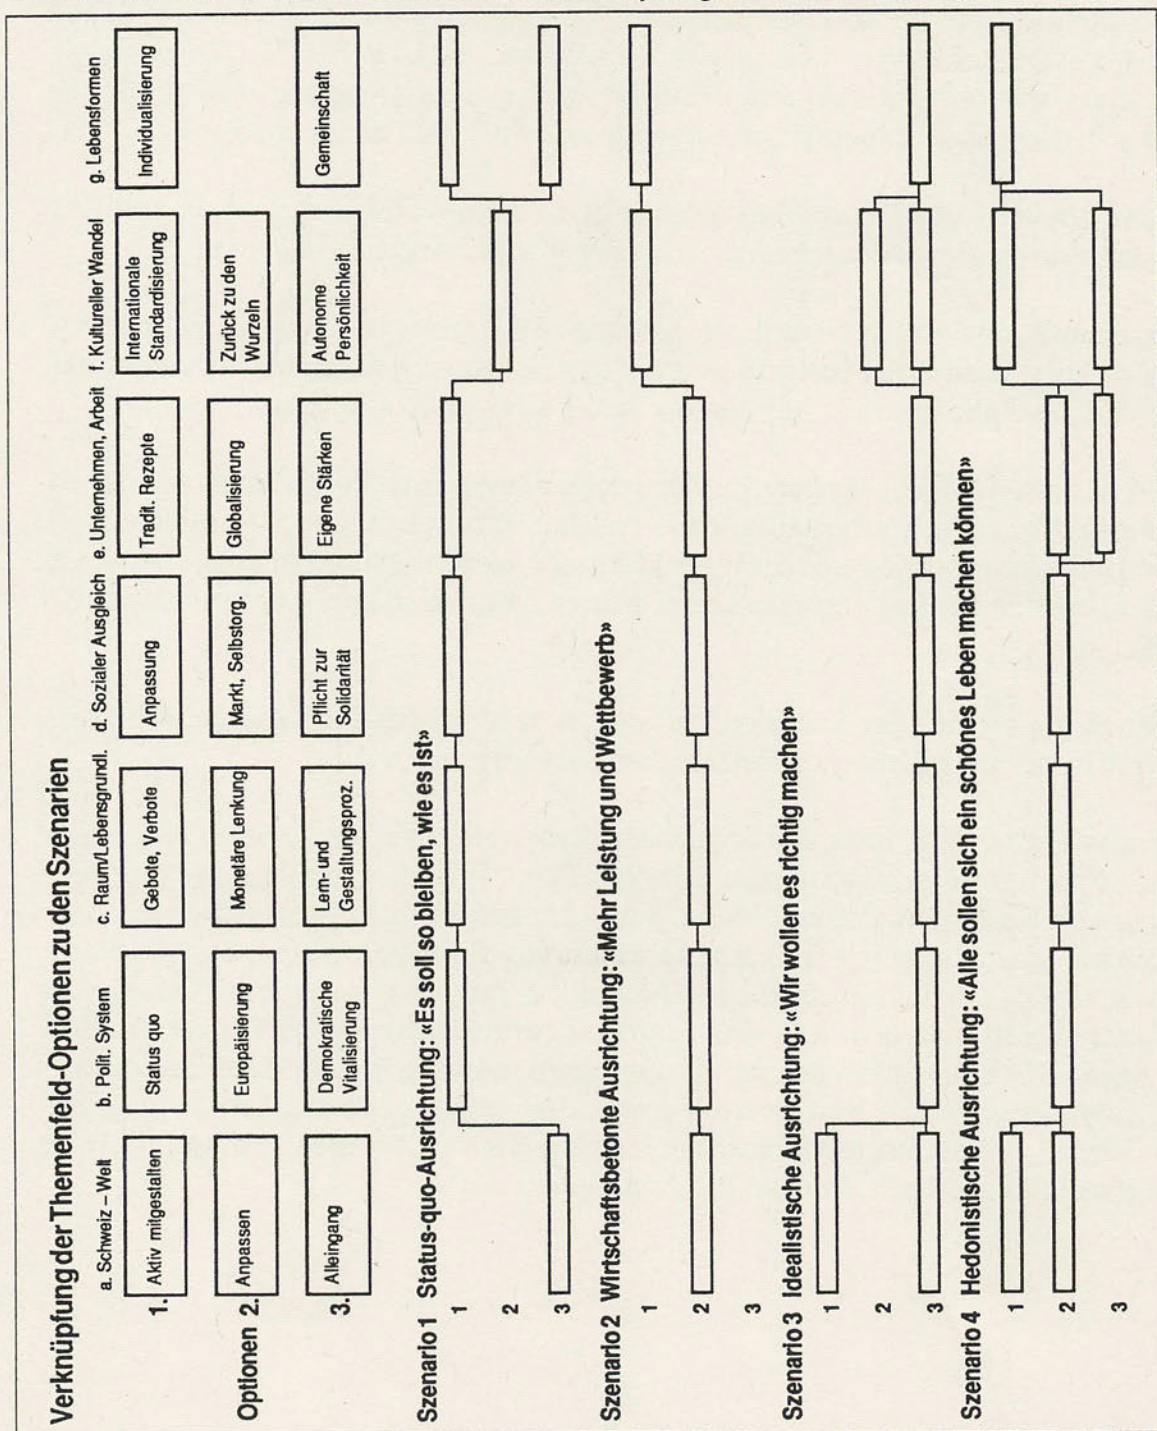 Verknüpfung der Themenfeld-Optionen zu den Szenarien
a. Schweiz – Welt
b. Polit. System
c. Raum/Lebensgrundl.
d. Sozialer Ausgleich
e. Unternehmen, Arbeit
f. Kultureller Wandel
g. Lebensformen
1.
Aktiv mitgestalten
Status quo
Gebote, Verbote
Anpassung
Tradit. Rezepte
Internationale
Standardisierung
Individualisierung
Optionen 2.
Anpassen
Europäisierung
Monetäre Lenkung
Markt, Selbstorg.
Globalisierung
Zurück zu den
Wurzeln
3.
Alleingang
Demokratische
Vitalisierung
Lern- und
Gestaltungsproz.
Pflicht zur
Solidarität
Eigene Stärken
Autonome
Persönlichkeit
Gemeinschaft
Szenario 1 Status-quo-Ausrichtung: «Es soll so bleiben, wie es ist»
1
2
3
Szenario 2 Wirtschaftsbetonte Ausrichtung: «Mehr Leistung und Wettbewerb»
1
2
3
Szenario 3 Idealistische Ausrichtung: «Wir wollen es richtig machen»
1
2
3
Szenario 4 Hedonistische Ausrichtung: «Alle sollen sich ein schönes Leben machen können»
1
2
3